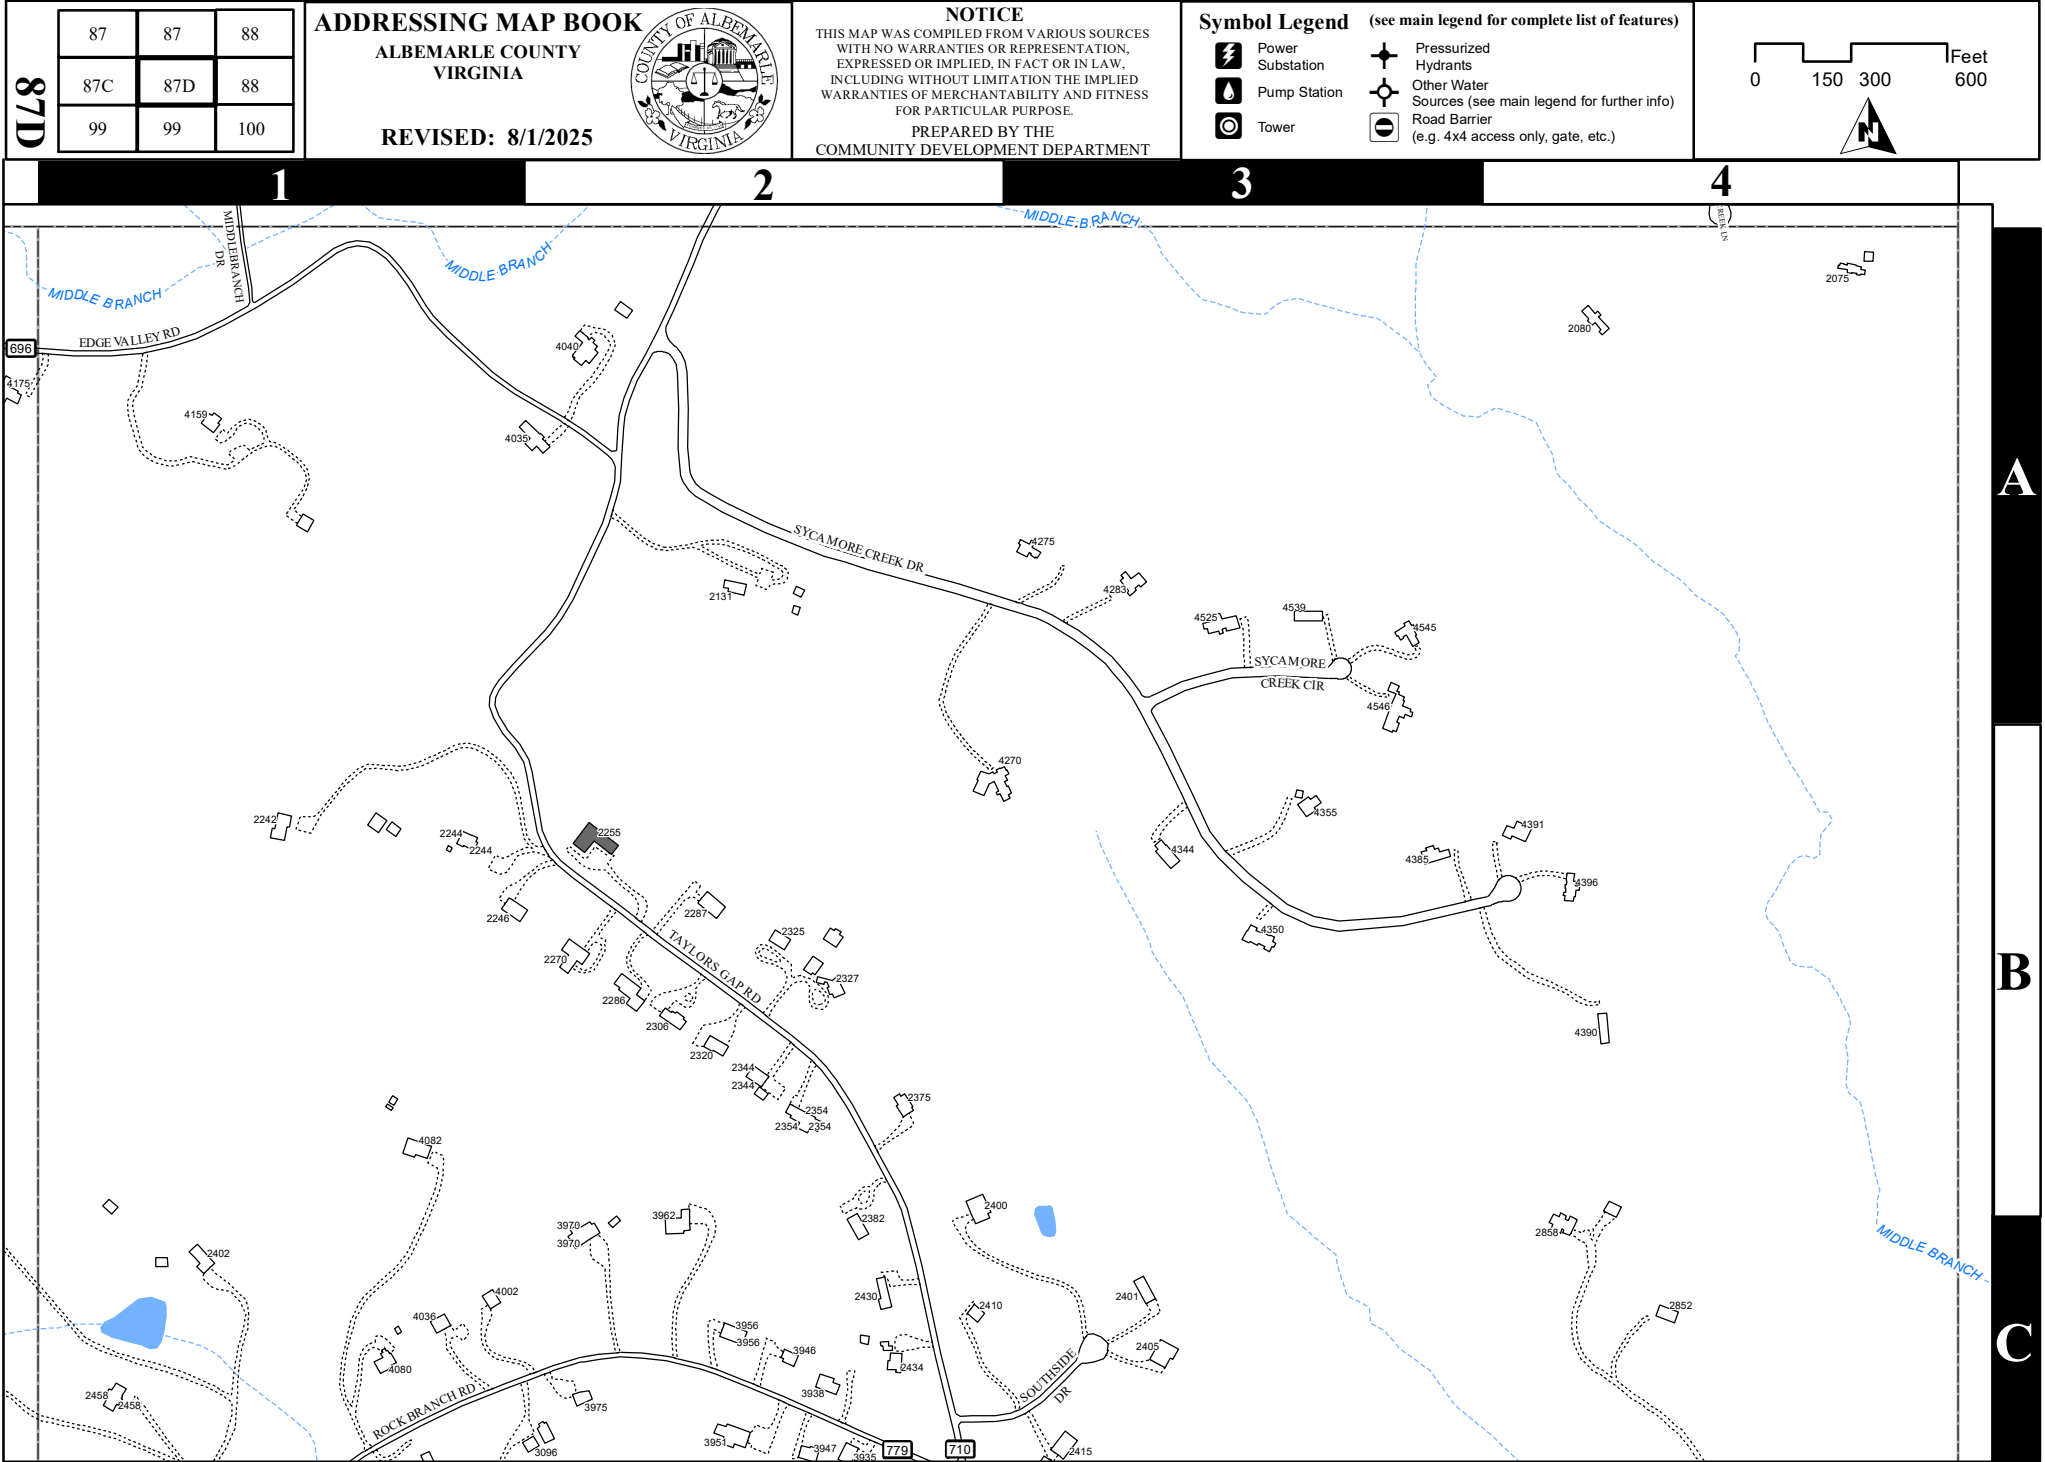 87D
87 87 88
87C 87D 88
99 99 100
ADDRESSING MAP BOOK
ALBEMARLE COUNTY
VIRGINIA
REVISED: 8/1/2025
COUNTY OF ALBEMARLE
VIRGINIA
NOTICE
THIS MAP WAS COMPILED FROM VARIOUS SOURCES
WITH NO WARRANTIES OR REPRESENTATION,
EXPRESSED OR IMPLIED, IN FACT OR IN LAW,
INCLUDING WITHOUT LIMITATION THE IMPLIED
WARRANTIES OF MERCHANTABILITY AND FITNESS
FOR PARTICULAR PURPOSE.
PREPARED BY THE
COMMUNITY DEVELOPMENT DEPARTMENT
Symbol Legend (see main legend for complete list of features)
Power
Substation
Pump Station
Tower
Pressurized
Hydrants
Other Water
Sources (see main legend for further info)
Road Barrier
(e.g. 4x4 access only, gate, etc.)
Feet
0 150 300 600
N
1 2 3 4
MIDDLEBRANCH
DR
MIDDLE BRANCH
MIDDLE BRANCH
MIDDLE BRANCH
REEK LN
2075
2080
EDGE VALLEY RD
696
4040
4175
4159
4035
A
SYCAMORE CREEK DR
4275
4283
2131
4525
4539
4545
SYCAMORE
CREEK CIR
4546
4270
2242
2244
2244
2255
4355
4344
4391
4385
4396
2246
2287
2325
4350
TAYLORS GAP RD
2270
2327
B
2286
2306
2320
4390
2344
2344
2375
2354
2354
2354
4082
2400
2382
3962
3970
3970
2858
MIDDLE BRANCH
2402
4002
2430
2410
2401
2852
4036
3956
3956
3946
2405
C
4080
2434
SOUTHSIDE
DR
3938
2458
2458
ROCK BRANCH RD
3975
3951
3096
3947
3935
779
710
2415